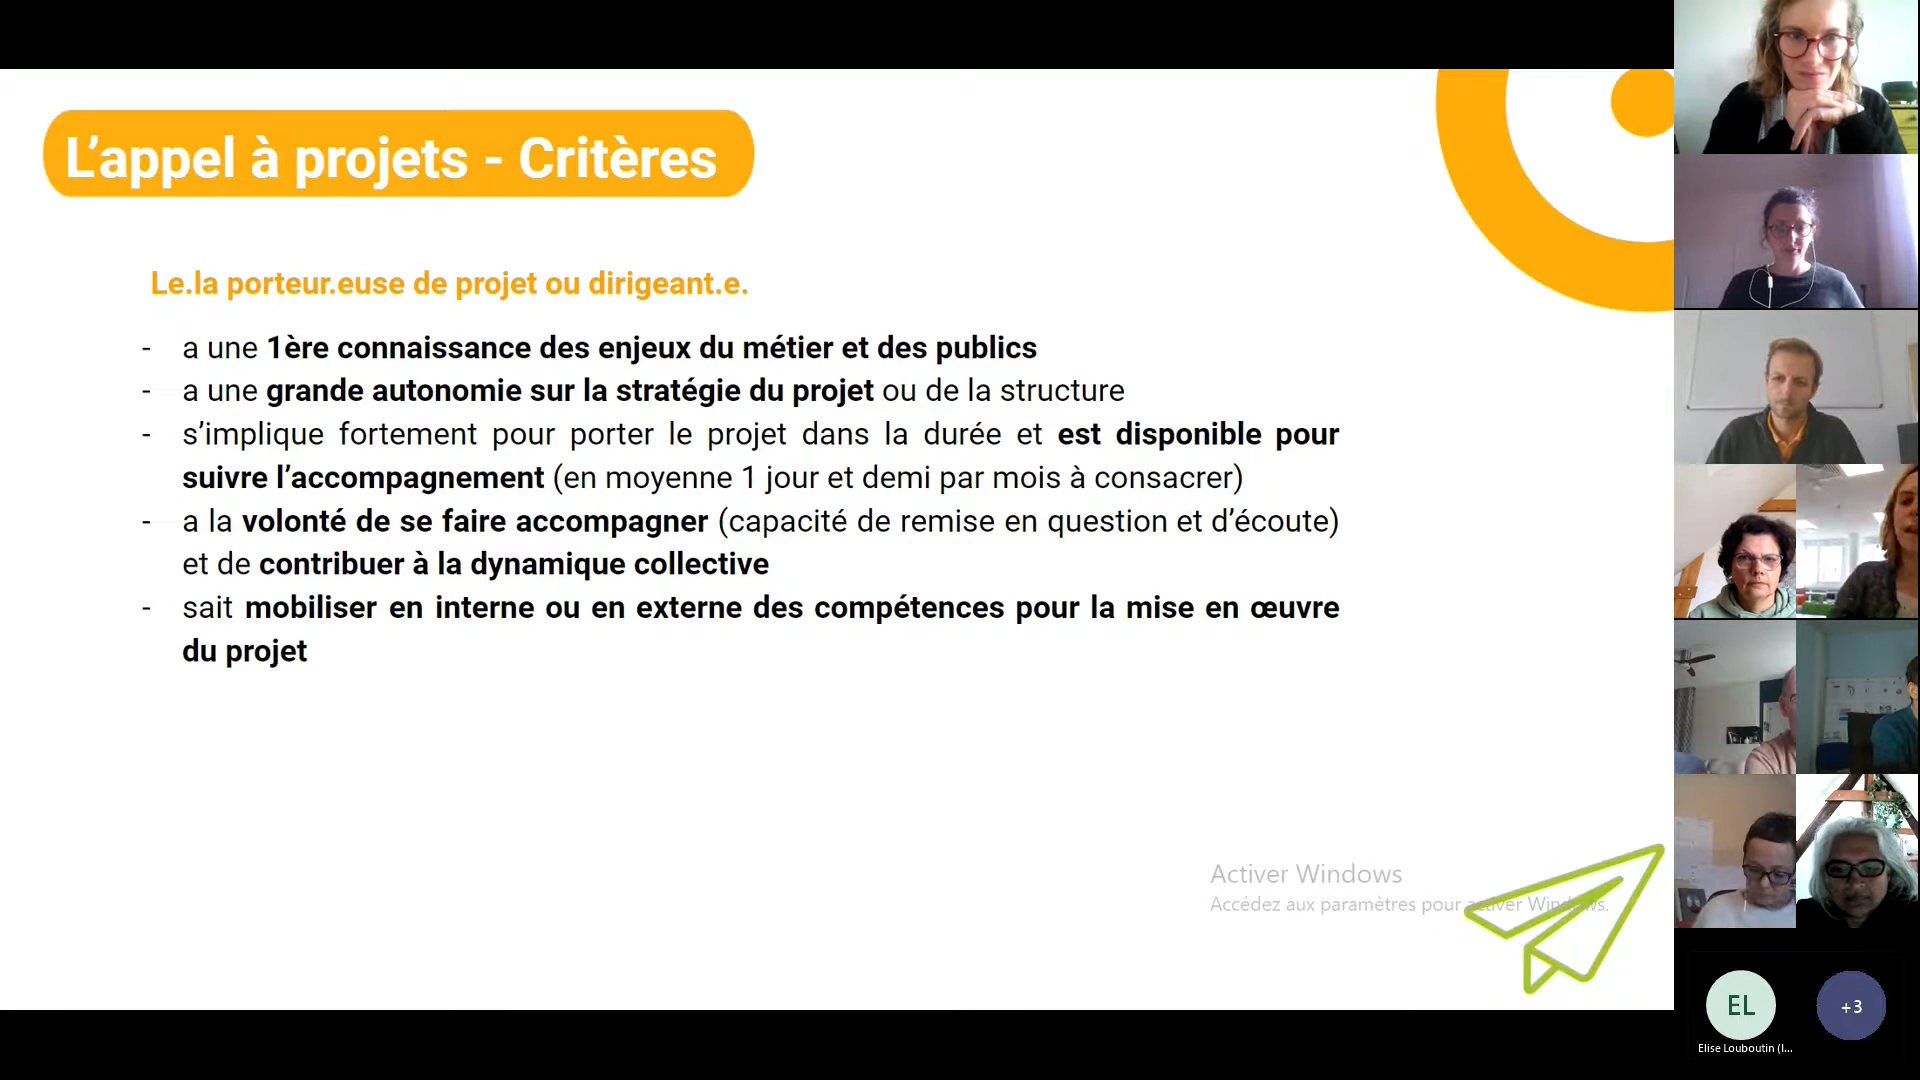 L’appel à projets - Critères
Le.la porteur.euse de projet ou dirigeant.e.
- a une 1ère connaissance des enjeux du métier et des publics
- a une grande autonomie sur la stratégie du projet ou de la structure
- s’implique fortement pour porter le projet dans la durée et est disponible pour
suivre l’accompagnement (en moyenne 1 jour et demi par mois à consacrer)
- a la volonté de se faire accompagner (capacité de remise en question et d’écoute)
et de contribuer à la dynamique collective
- sait mobiliser en interne ou en externe des compétences pour la mise en œuvre
du projet
Activer Windows
Accédez aux paramètres pour activer Windows.
EL
+3
Elise Louboutin (I...